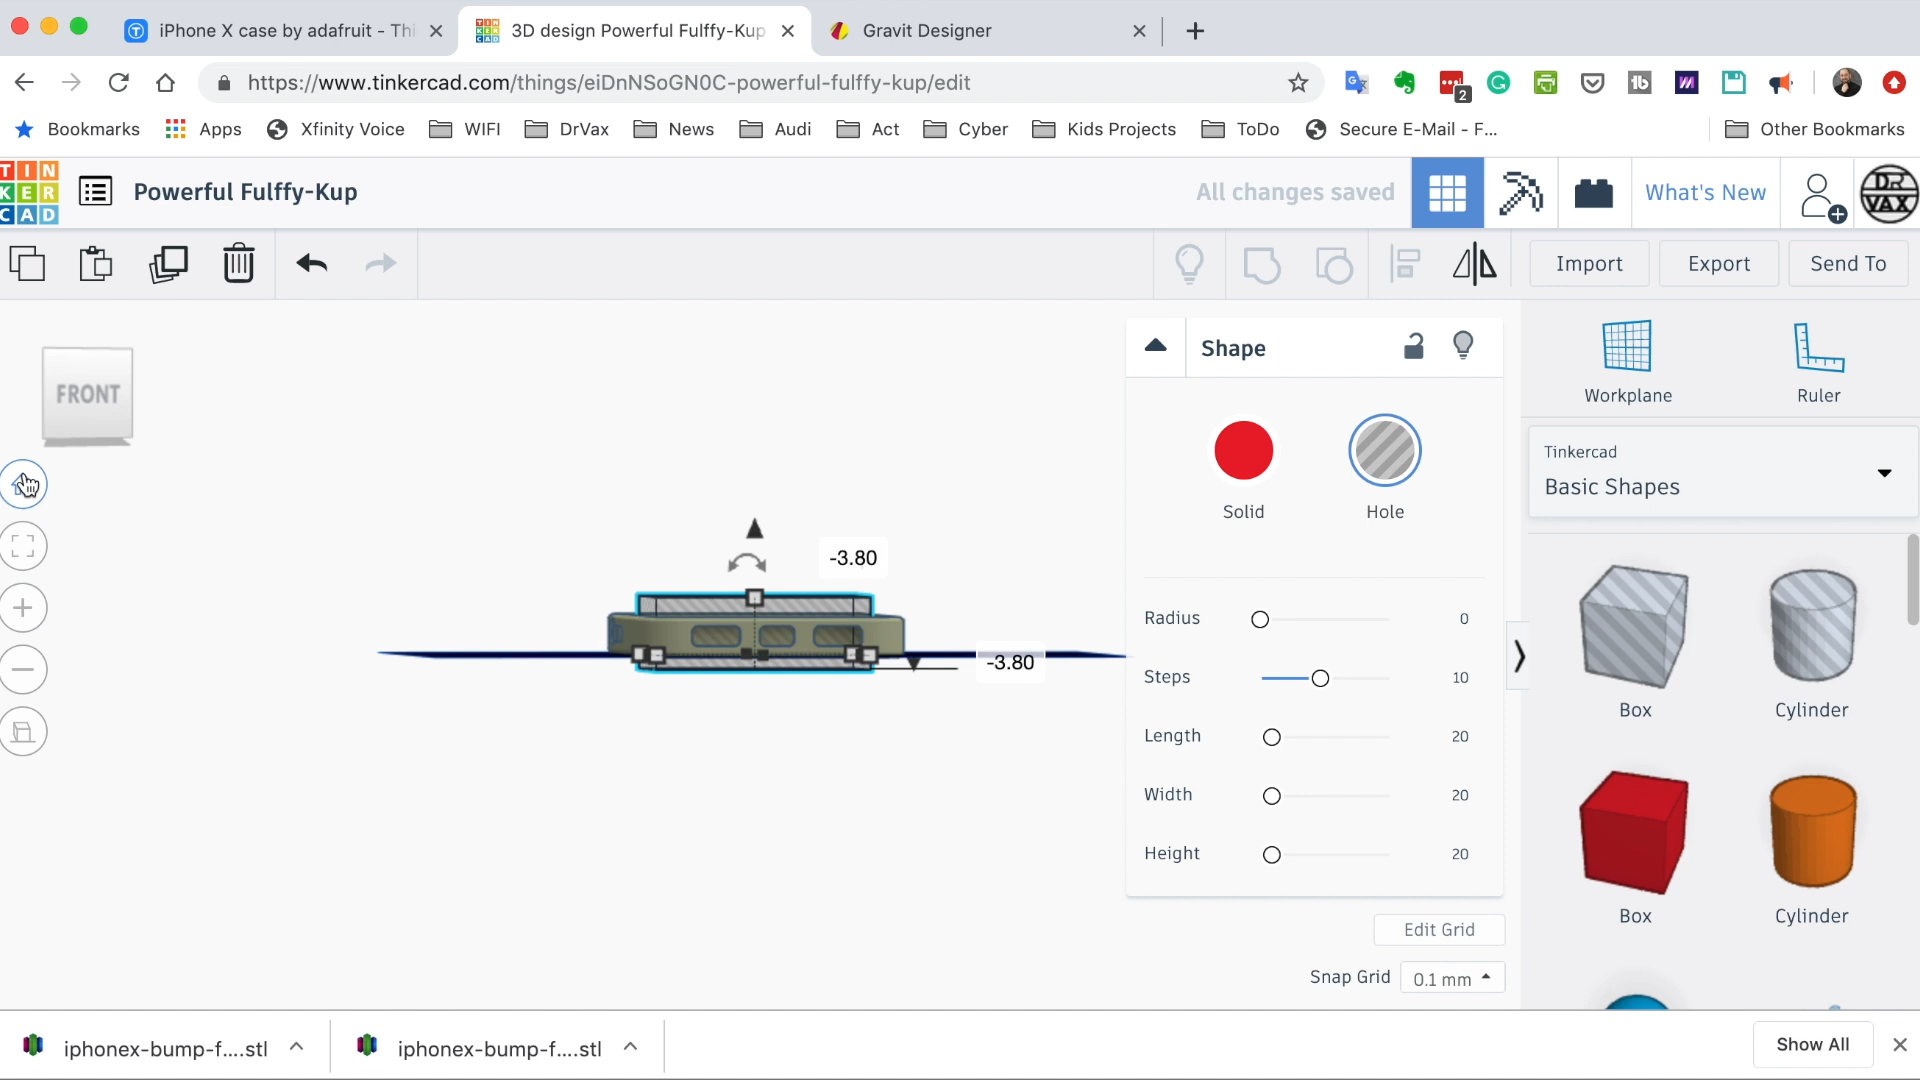 iPhone X case by adafruit - Thi
3D design Powerful Fulffy-Kup
Gravit Designer
https://www.tinkercad.com/things/eiDnNSoGN0C-powerful-fulffy-kup/edit
2
Bookmarks
Apps
Xfinity Voice
WIFI
DrVax
News
Audi
Act
Cyber
Kids Projects
ToDo
Secure E-Mail - F...
Other Bookmarks
TIN
KER
CAD
Powerful Fulffy-Kup
All changes saved
What's New
DR
VAX
Import
Export
Send To
FRONT
Shape
Workplane
Ruler
Solid
Hole
Tinkercad
Basic Shapes
-3.80
-3.80
Radius 0
Steps 10
Length 20
Width 20
Height 20
Box
Cylinder
Box
Cylinder
Edit Grid
Snap Grid 0.1 mm
iphonex-bump-f....stl
iphonex-bump-f....stl
Show All